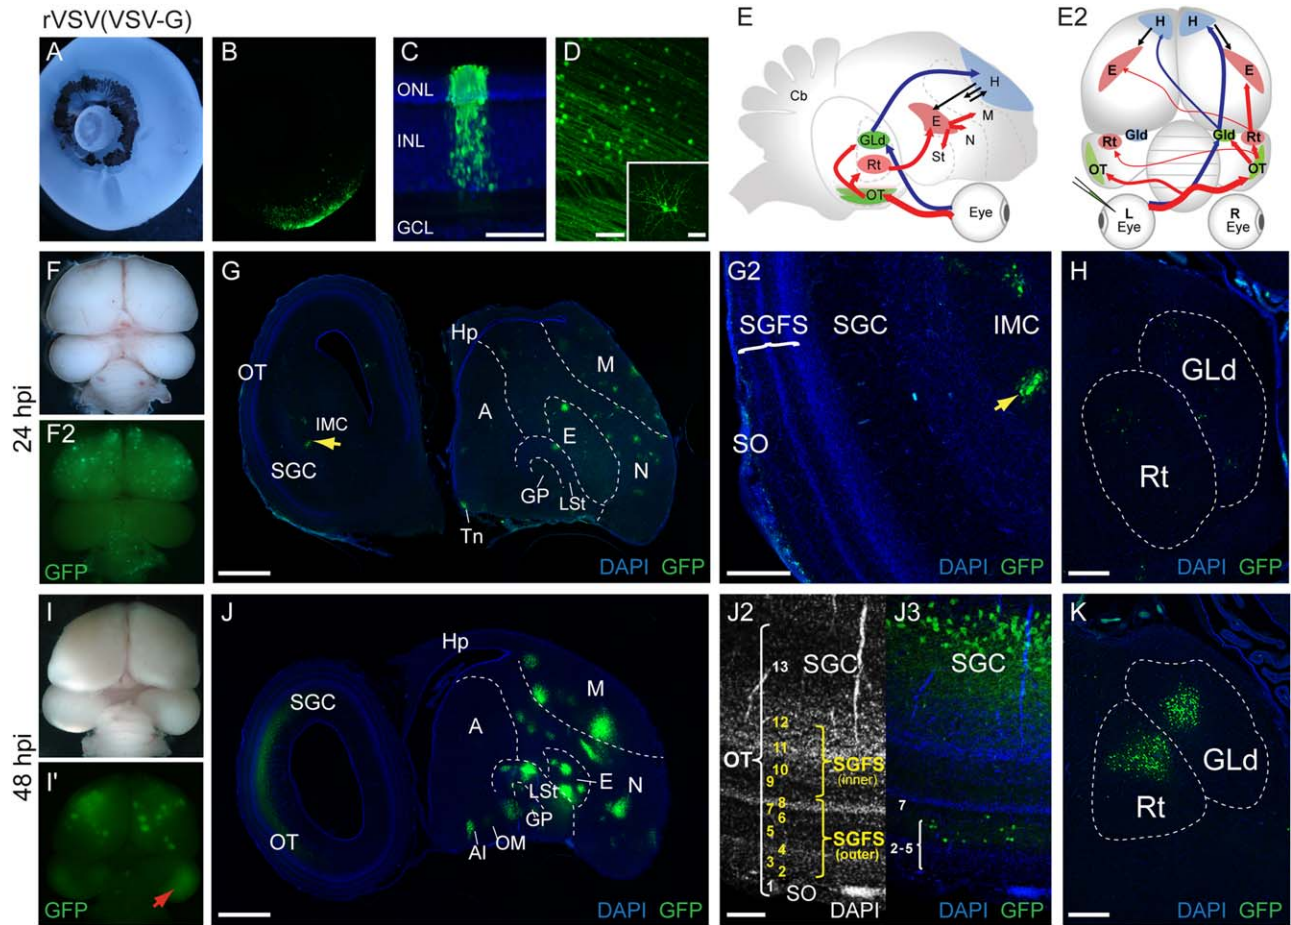 rVSV(VSV-G)
A
B
C
ONL
INL
GCL
D
E
Cb
H
E
M
N
St
GLd
Rt
OT
Eye
E2
H H
E E
Rt Gld Gld Rt
OT OT
L
Eye
R
Eye
24 hpi
F
F2
GFP
G
OT
IMC
SGC
Hp
M
A
E
N
GP
LSt
Tn
DAPI GFP
G2
SGFS
SGC
IMC
SO
DAPI GFP
H
GLd
Rt
DAPI GFP
48 hpi
I
I'
GFP
J
SGC
OT
Hp
M
A
N
E
LSt
GP
OM
AI
DAPI GFP
J2
SGC
13
12
11
10
9
8
7
6
5
4
3
2
1
OT
SGFS
(inner)
SGFS
(outer)
SO
DAPI
J3
SGC
7
2-5
DAPI GFP
K
GLd
Rt
DAPI GFP